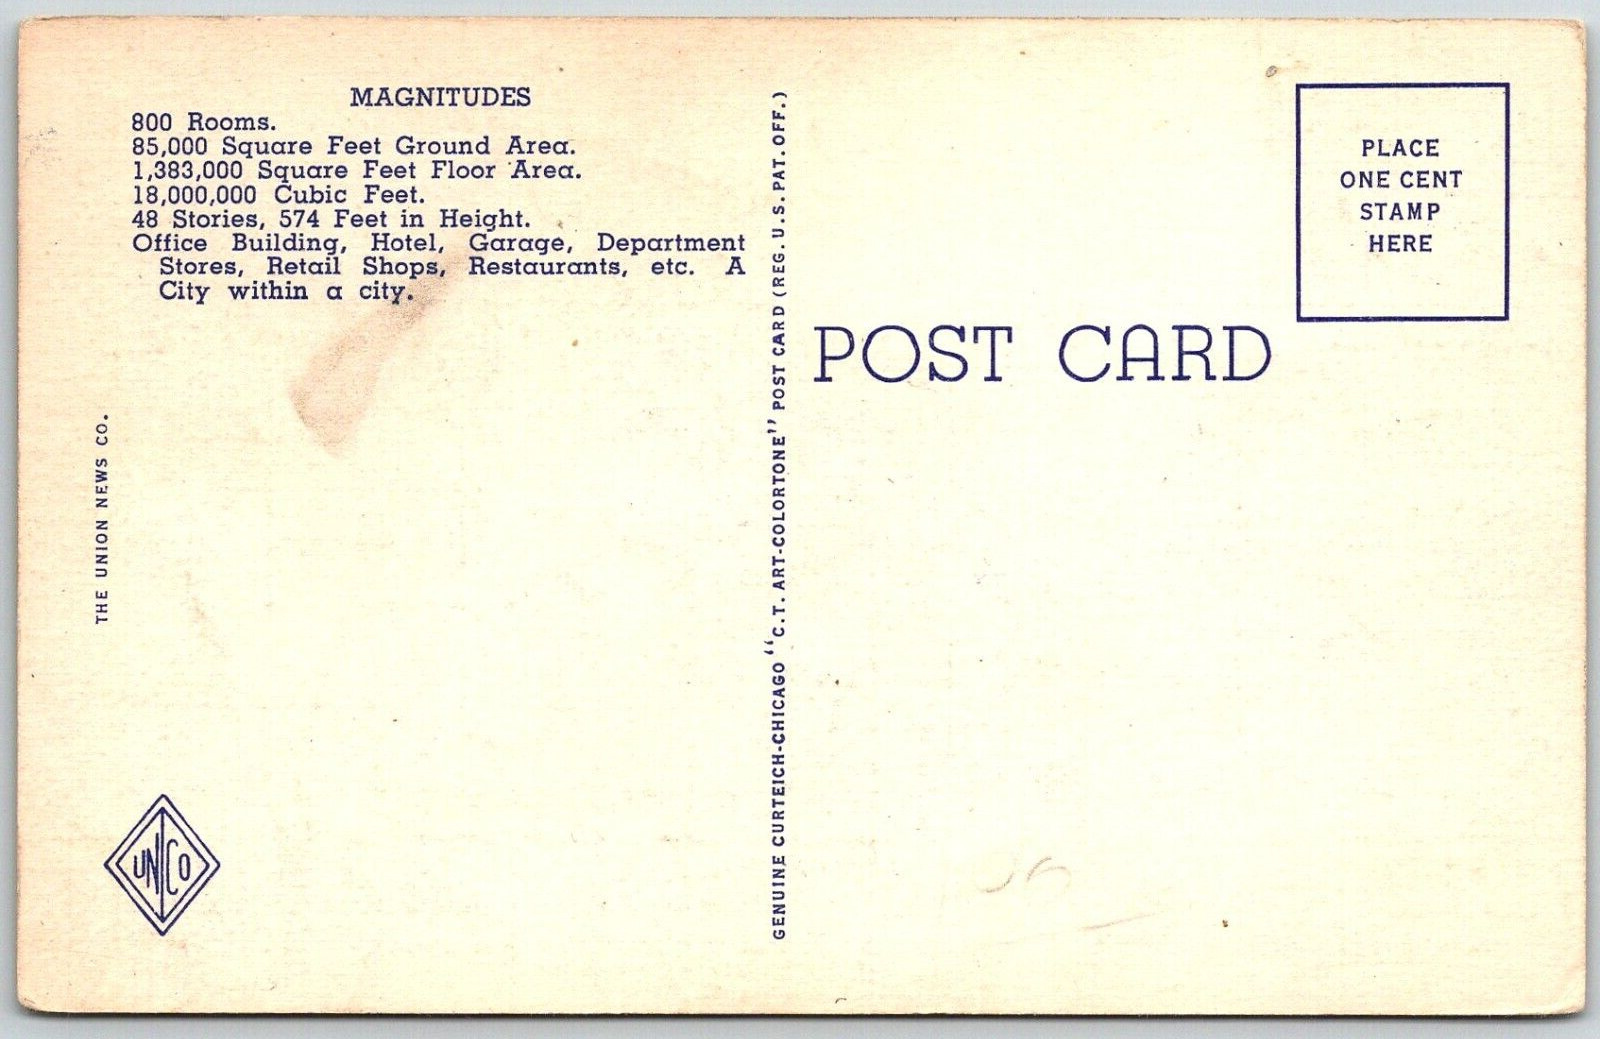 MAGNITUDES
800 Rooms.
85,000 Square Feet Ground Area.
1,383,000 Square Feet Floor Area.
18,000,000 Cubic Feet.
48 Stories, 574 Feet in Height.
Office Building, Hotel, Garage, Department
Stores, Retail Shops, Restaurants, etc. A
City within a city.
THE UNION NEWS CO.
UNICO
GENUINE CURTEICH-CHICAGO "C.T. ART-COLORTONE" POST CARD (REG. U.S. PAT. OFF.)
POST CARD
PLACE
ONE CENT
STAMP
HERE